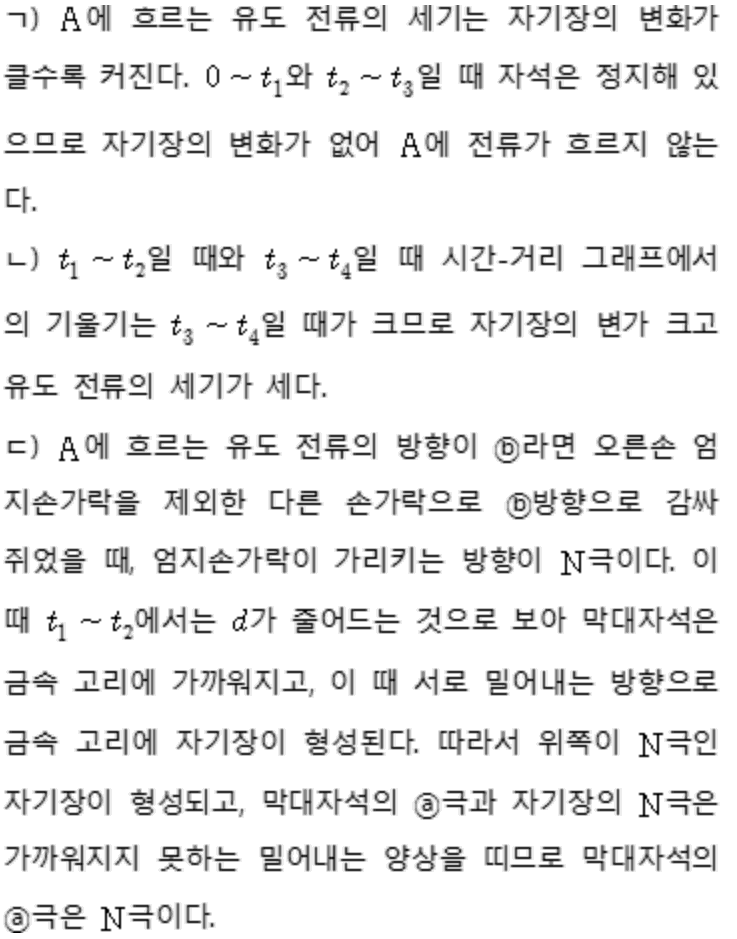 ㄱ) A에 흐르는 유도 전류의 세기는 자기장의 변화가
클수록 커진다. 0 ~ t₁와 t₂ ~ t₃일 때 자석은 정지해 있
으므로 자기장의 변화가 없어 A에 전류가 흐르지 않는
다.
ㄴ) t₁ ~ t₂일 때와 t₃ ~ t₄일 때 시간-거리 그래프에서
의 기울기는 t₃ ~ t₄일 때가 크므로 자기장의 변가 크고
유도 전류의 세기가 세다.
ㄷ) A에 흐르는 유도 전류의 방향이 ⓑ라면 오른손 엄
지손가락을 제외한 다른 손가락으로 ⓑ방향으로 감싸
쥐었을 때, 엄지손가락이 가리키는 방향이 N극이다. 이
때 t₁ ~ t₂에서는 d가 줄어드는 것으로 보아 막대자석은
금속 고리에 가까워지고, 이 때 서로 밀어내는 방향으로
금속 고리에 자기장이 형성된다. 따라서 위쪽이 N극인
자기장이 형성되고, 막대자석의 ⓐ극과 자기장의 N극은
가까워지지 못하는 밀어내는 양상을 띠므로 막대자석의
ⓐ극은 N극이다.